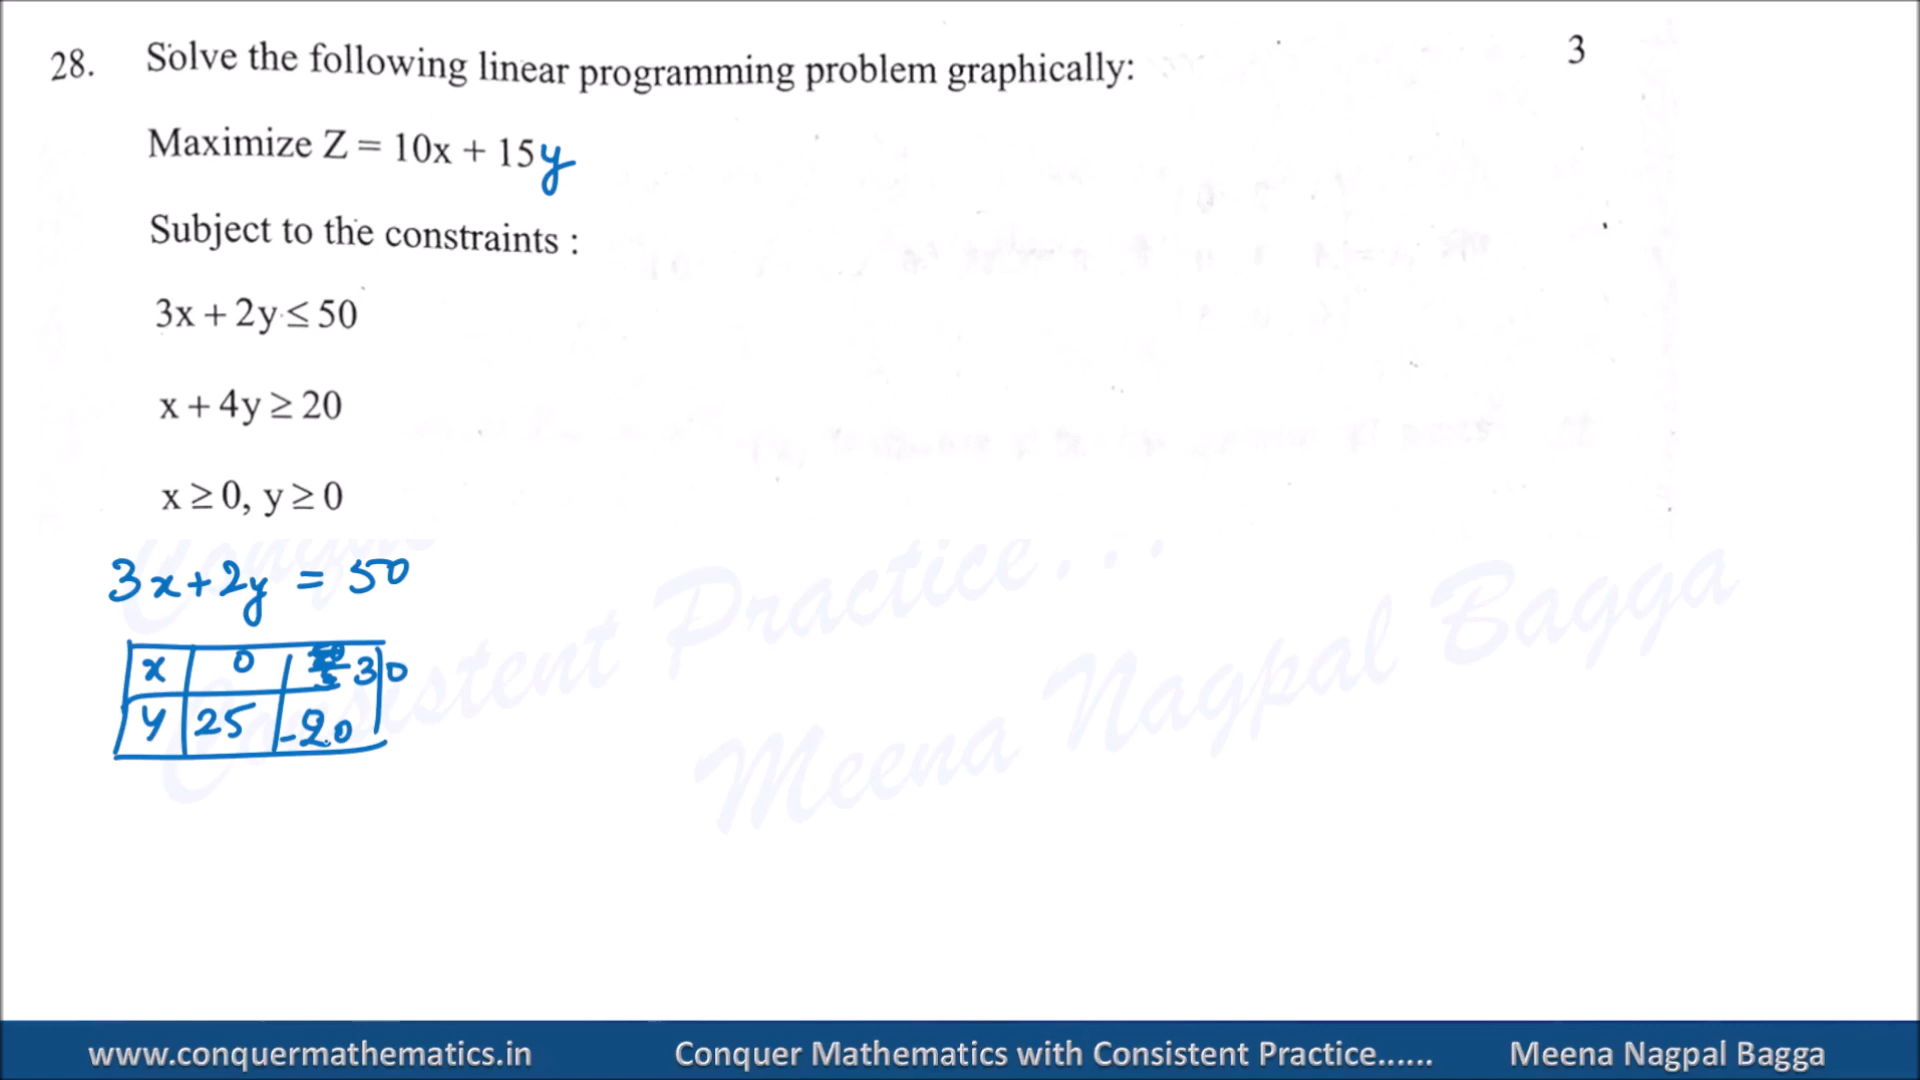 28. Solve the following linear programming problem graphically: 3
Maximize Z = 10x + 15y
Subject to the constraints :
3x + 2y ≤ 50
x + 4y ≥ 20
x ≥ 0, y ≥ 0
3x+2y = 50
x 0 30
y 25 -20
Consistent Practice...
Meena Nagpal Bagga
www.conquermathematics.in Conquer Mathematics with Consistent Practice...... Meena Nagpal Bagga